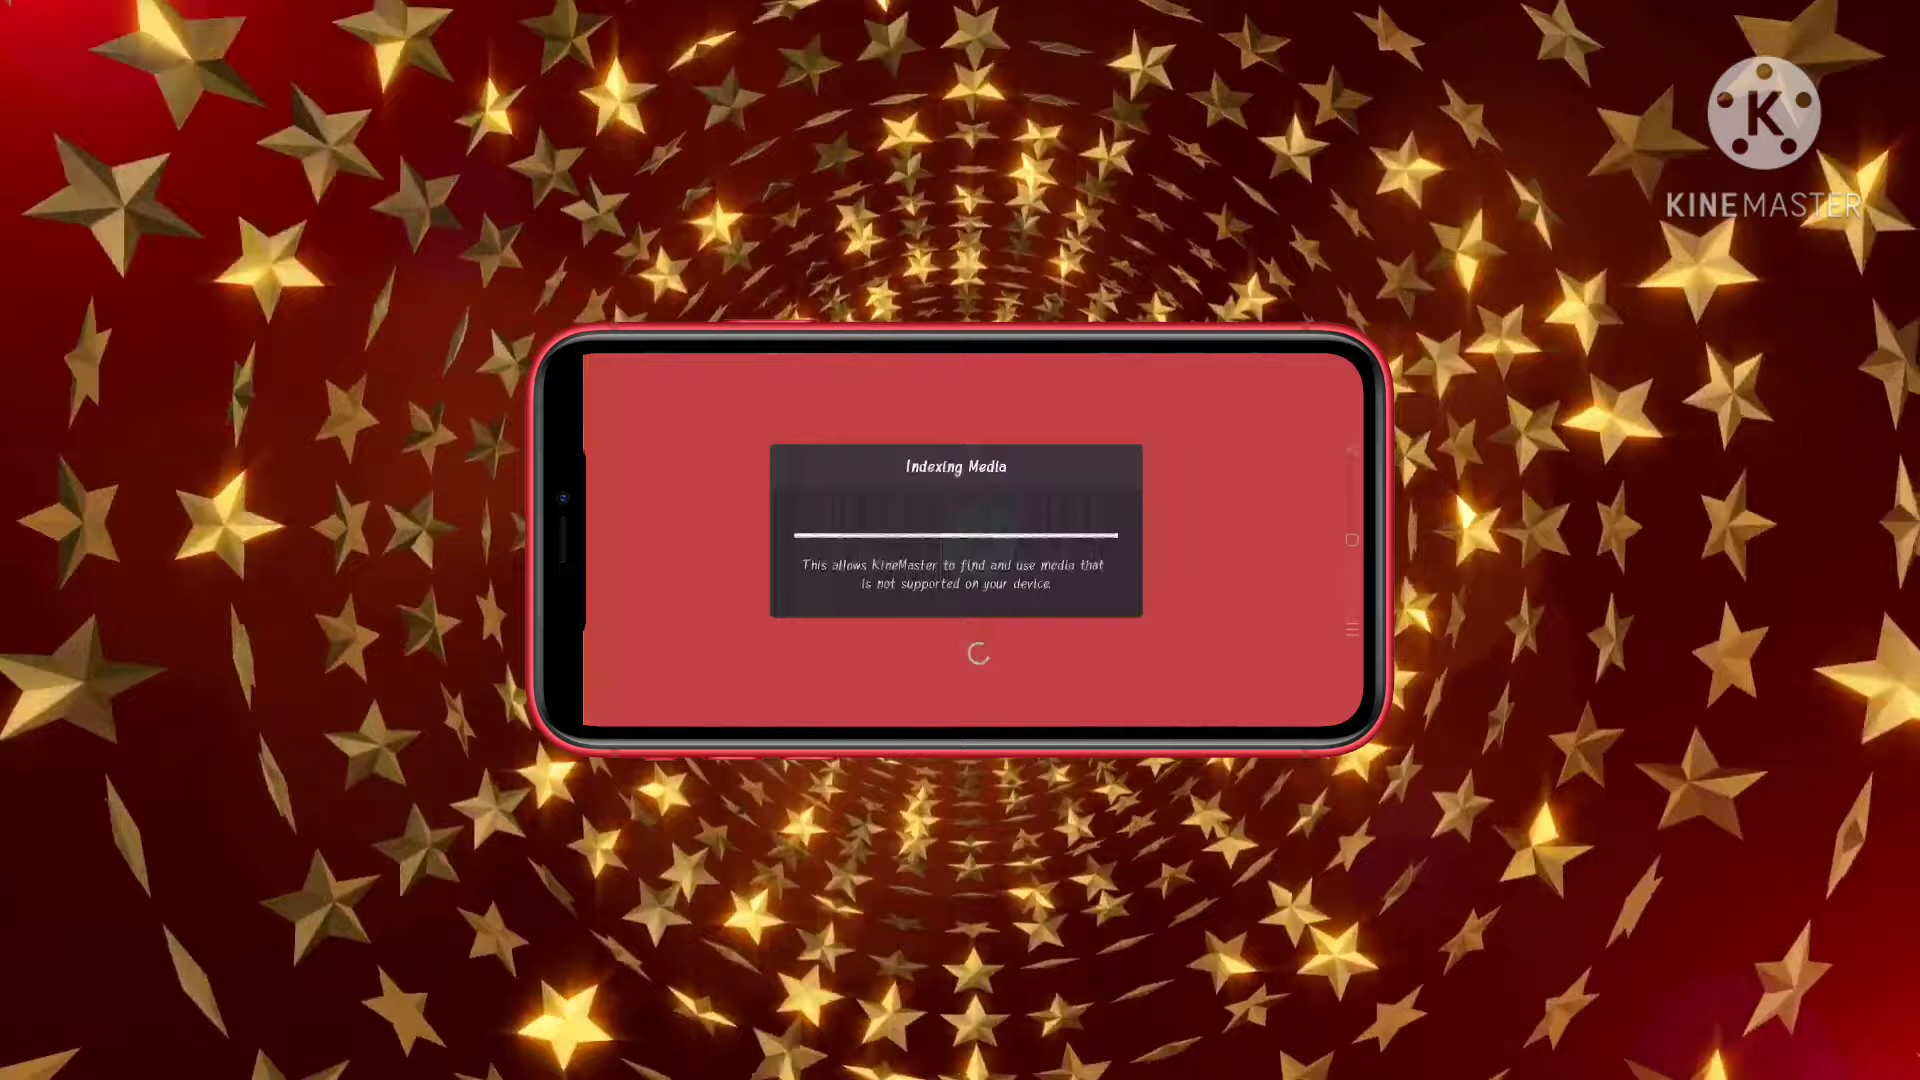 K
KINEMASTER
Indexing Media
This allows KineMaster to find and use media that
is not supported on your device.